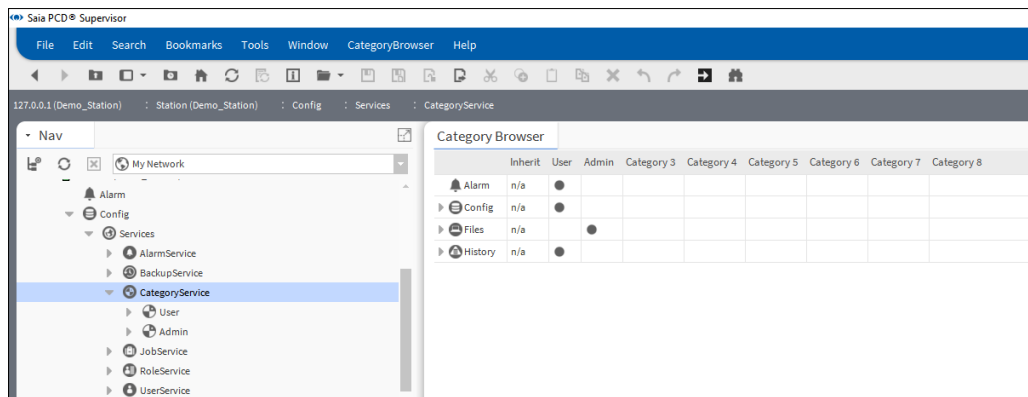 Saia PCD® Supervisor
File Edit Search Bookmarks Tools Window CategoryBrowser Help
127.0.0.1 (Demo_Station) : Station (Demo_Station) : Config : Services : CategoryService
Nav
My Network
Alarm
Config
Services
AlarmService
BackupService
CategoryService
User
Admin
JobService
RoleService
UserService
Category Browser
Inherit User Admin Category 3 Category 4 Category 5 Category 6 Category 7 Category 8
Alarm n/a
Config n/a
Files n/a
History n/a